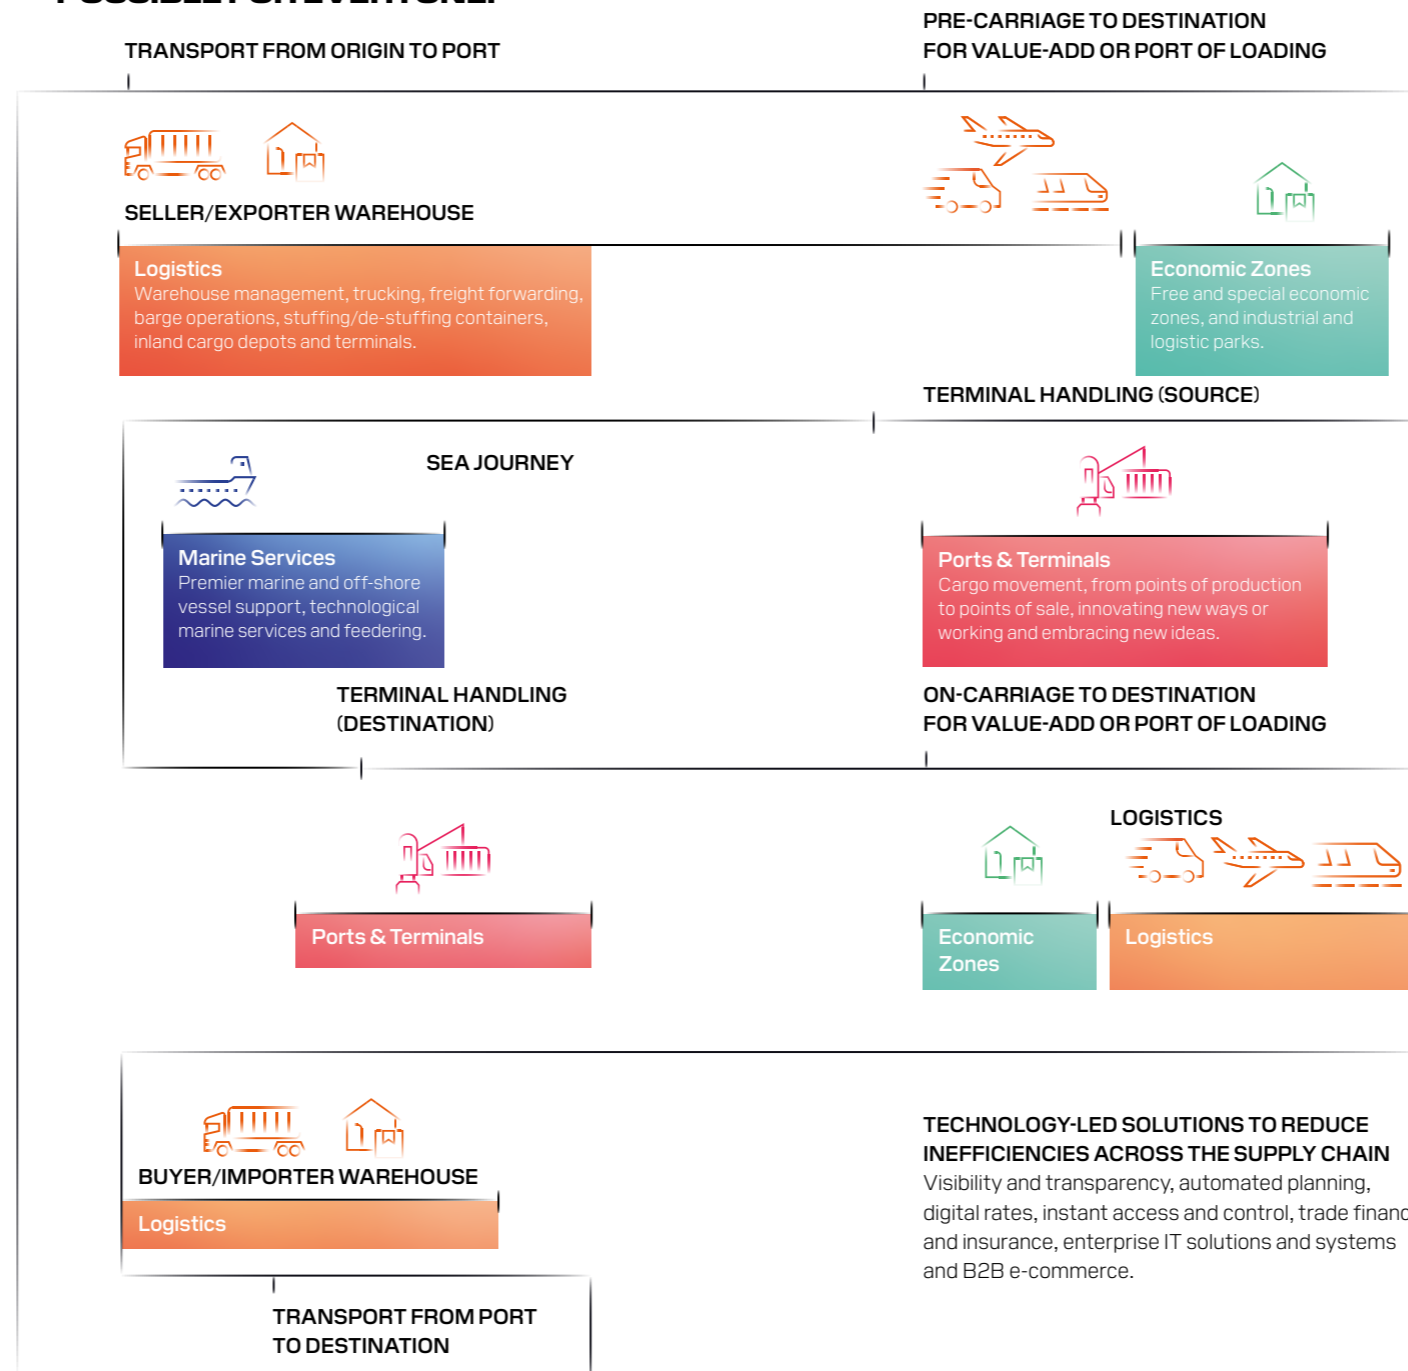 TRANSPORT FROM ORIGIN TO PORT
PRE-CARRIAGE TO DESTINATION
FOR VALUE-ADD OR PORT OF LOADING
SELLER/EXPORTER WAREHOUSE
Logistics
Warehouse management, trucking, freight forwarding,
barge operations, stuffing/de-stuffing containers,
inland cargo depots and terminals.
Economic Zones
Free and special economic
zones, and industrial and
logistic parks.
TERMINAL HANDLING (SOURCE)
SEA JOURNEY
Marine Services
Premier marine and off-shore
vessel support, technological
marine services and feedering.
Ports & Terminals
Cargo movement, from points of production
to points of sale, innovating new ways or
working and embracing new ideas.
TERMINAL HANDLING
(DESTINATION)
ON-CARRIAGE TO DESTINATION
FOR VALUE-ADD OR PORT OF LOADING
LOGISTICS
Ports & Terminals
Economic
Zones
Logistics
BUYER/IMPORTER WAREHOUSE
Logistics
TRANSPORT FROM PORT
TO DESTINATION
TECHNOLOGY-LED SOLUTIONS TO REDUCE
INEFFICIENCIES ACROSS THE SUPPLY CHAIN
Visibility and transparency, automated planning,
digital rates, instant access and control, trade financ
and insurance, enterprise IT solutions and systems
and B2B e-commerce.